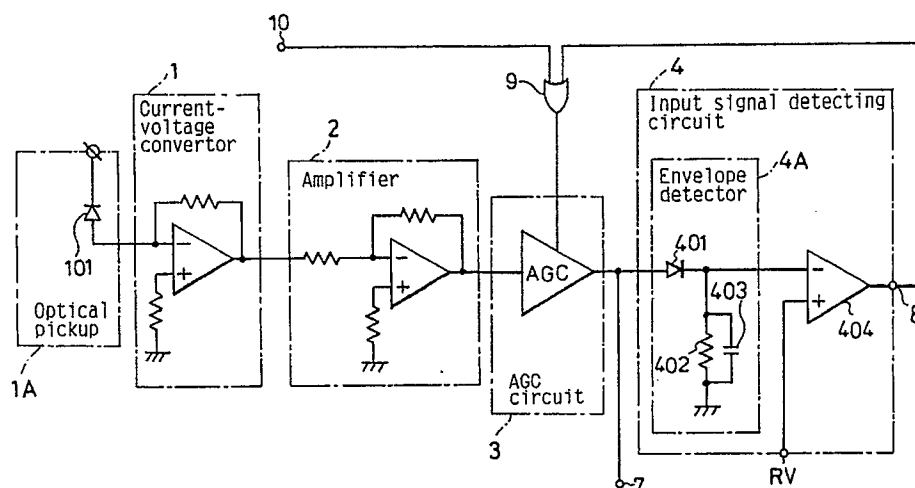 10
1
Current-
voltage
convertor
9
4
Input signal detecting
circuit
2
Amplifier
4A
Envelope
detector
101
-
+
-
+
AGC
401
403
402
-
+
404
8
Optical
pickup
1A
AGC
circuit
3
7
RV